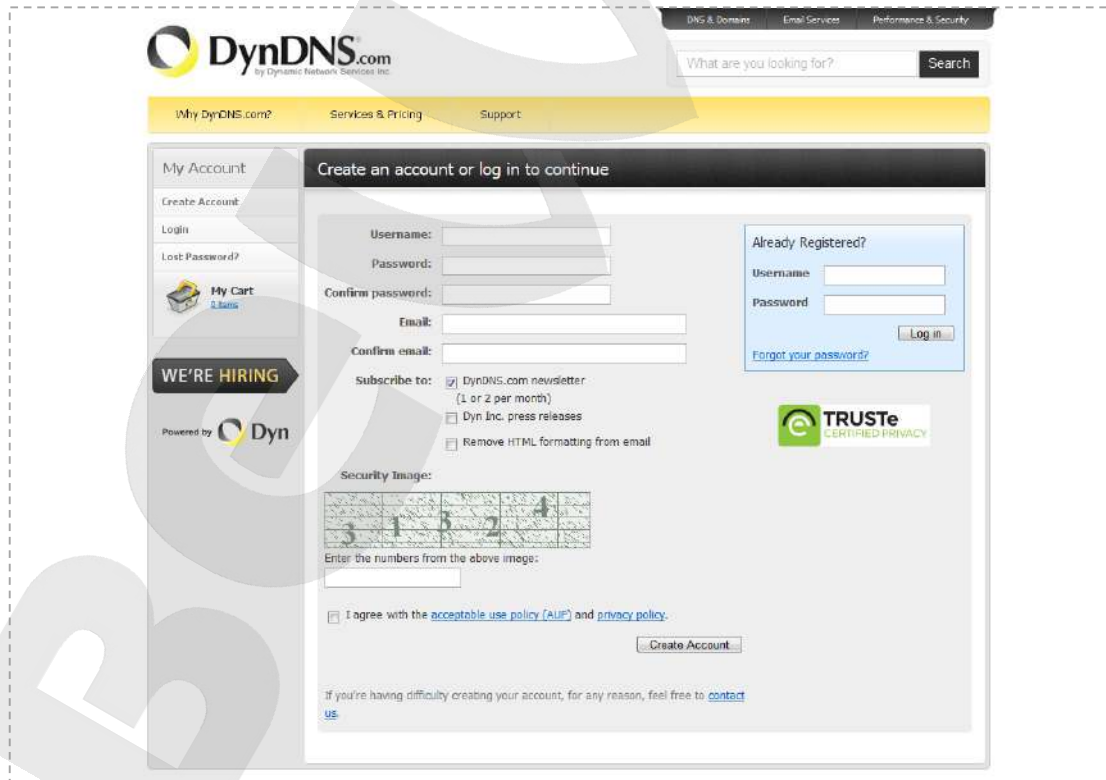 DNS & Domains Email Services Performance & Security
DynDNS.com
by Dynamic Network Services Inc.
What are you looking for? Search
Why DynDNS.com? Services & Pricing Support
My Account
Create Account
Login
Lost Password?
My Cart
0 items
WE'RE HIRING
Powered by Dyn
Create an account or log in to continue
Username:
Password:
Confirm password:
Email:
Confirm email:
Subscribe to: DynDNS.com newsletter
(1 or 2 per month)
Dyn Inc. press releases
Remove HTML formatting from email
Security Image:
3 1 3 2 4
Enter the numbers from the above image:
I agree with the acceptable use policy (AUP) and privacy policy.
Create Account
If you're having difficulty creating your account, for any reason, feel free to contact
us.
Already Registered?
Username
Password
Log in
Forgot your password?
TRUSTe
CERTIFIED PRIVACY